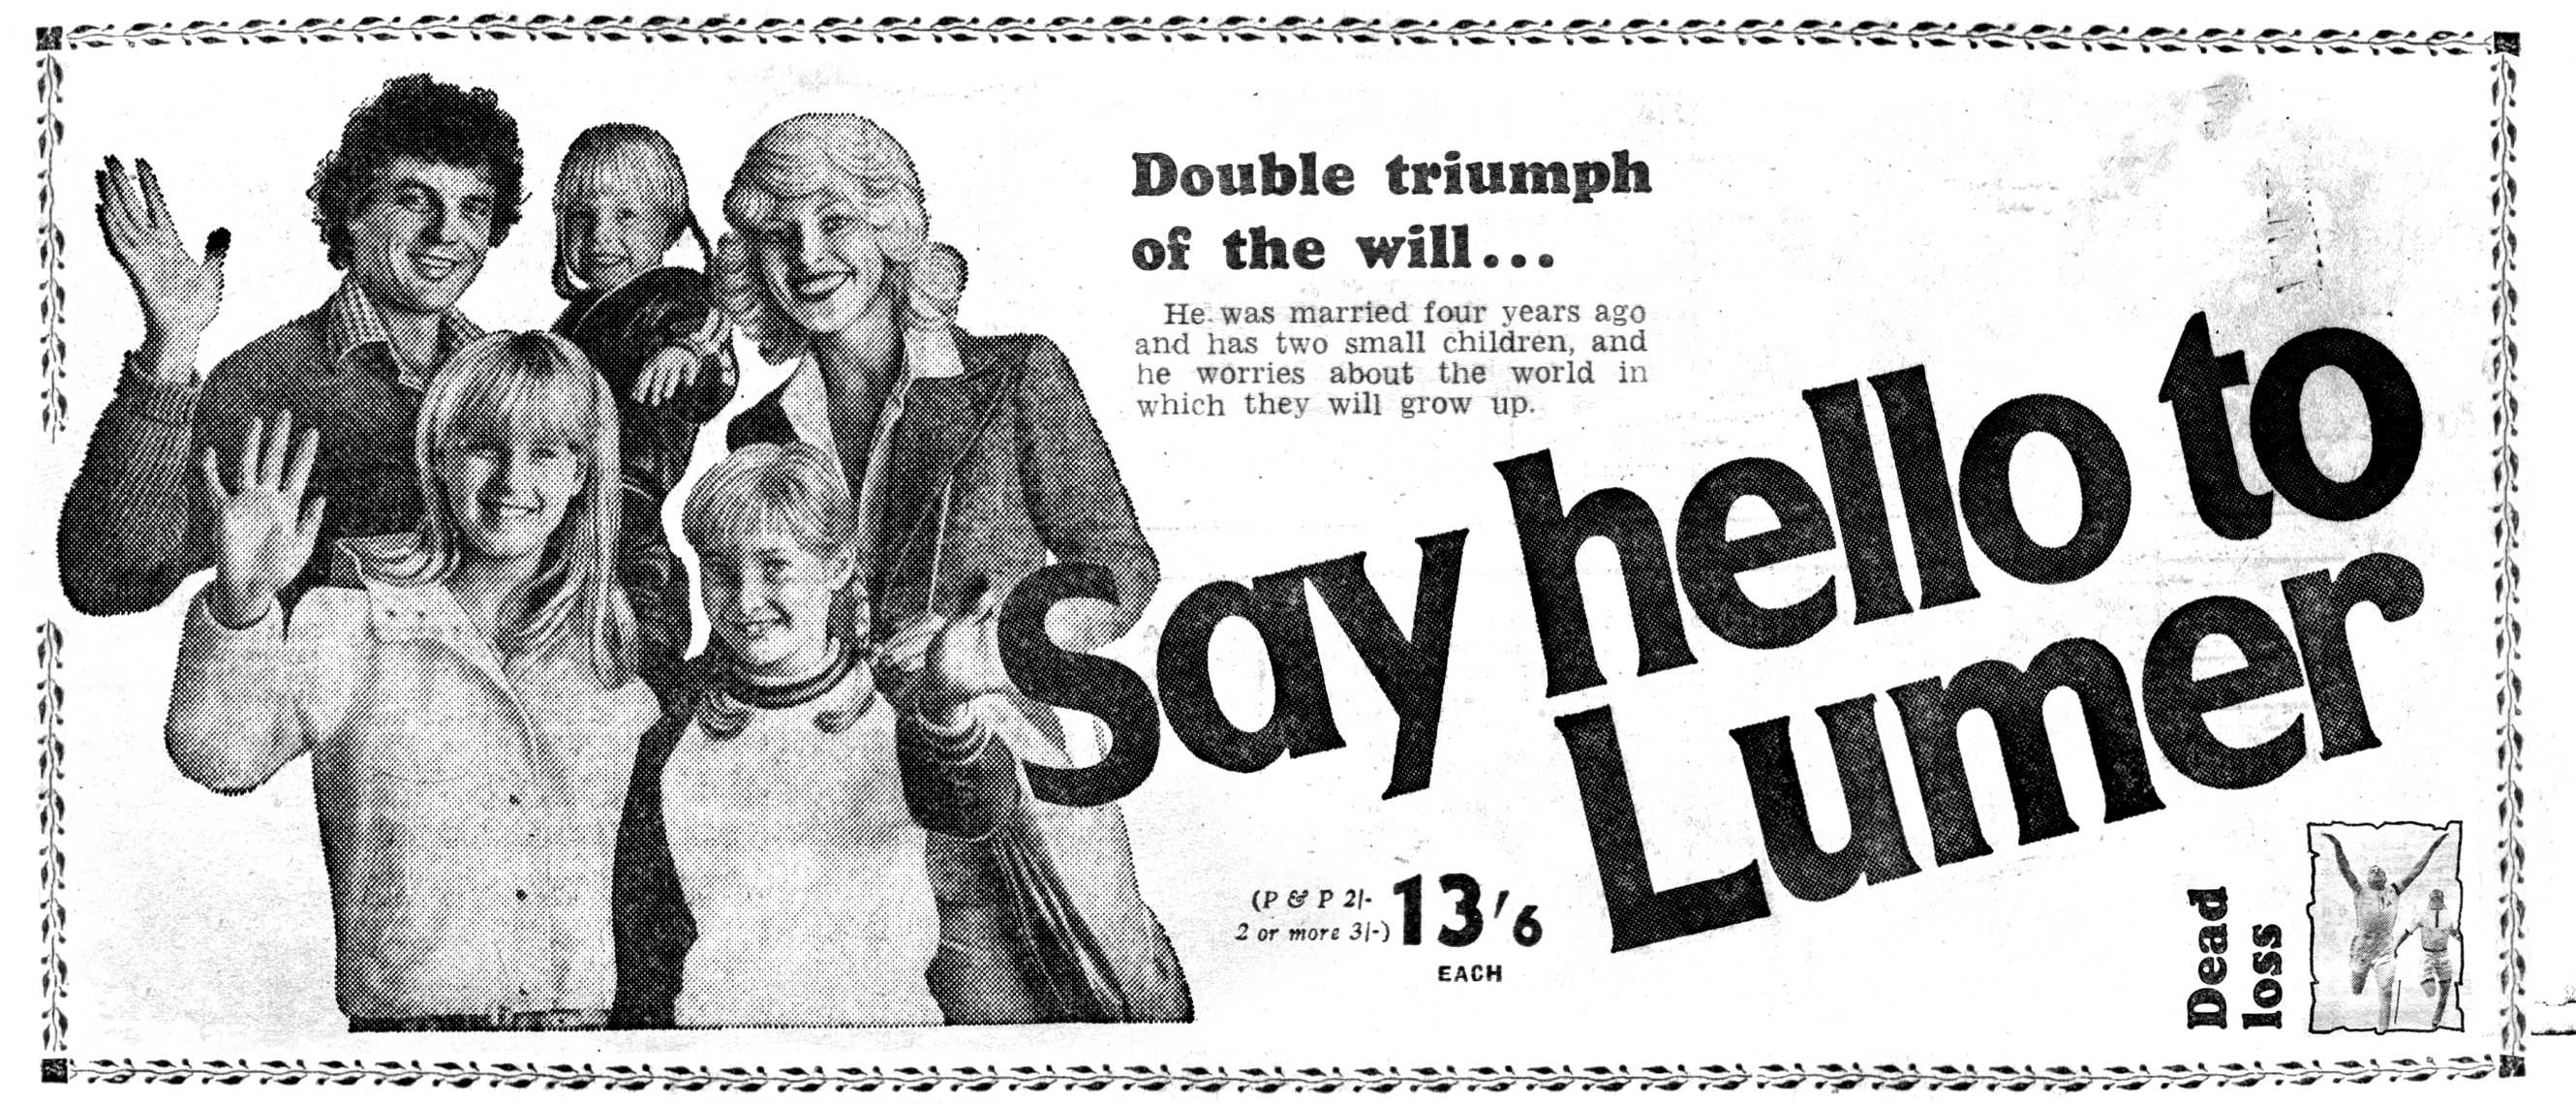 Double triumph
of the will...
He was married four years ago
and has two small children, and
he worries about the world in
which they will grow up.
Say hello to
Lumer
(P & P 2/-
2 or more 3/-)
13/6
EACH
Dead
loss